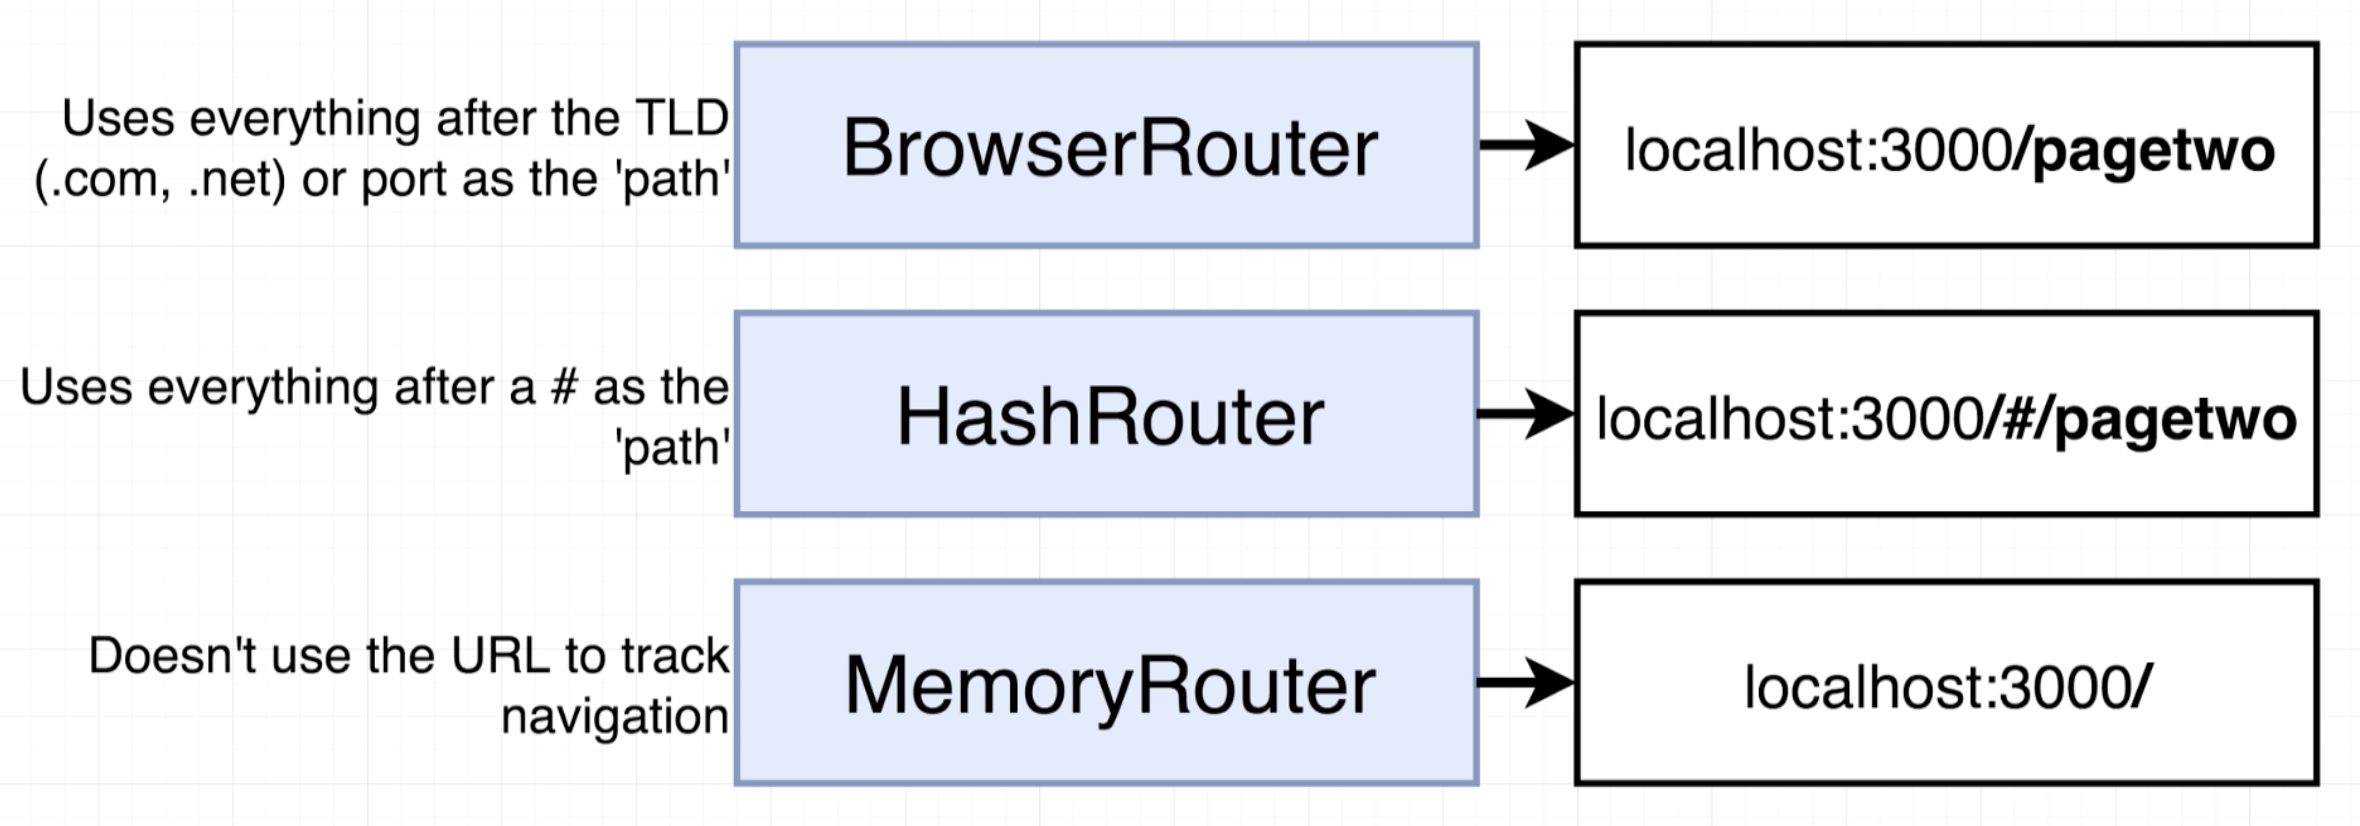 Uses everything after the TLD
(.com, .net) or port as the 'path'
BrowserRouter
localhost:3000/pagetwo
Uses everything after a # as the
'path'
HashRouter
localhost:3000/#/pagetwo
Doesn't use the URL to track
navigation
MemoryRouter
localhost:3000/